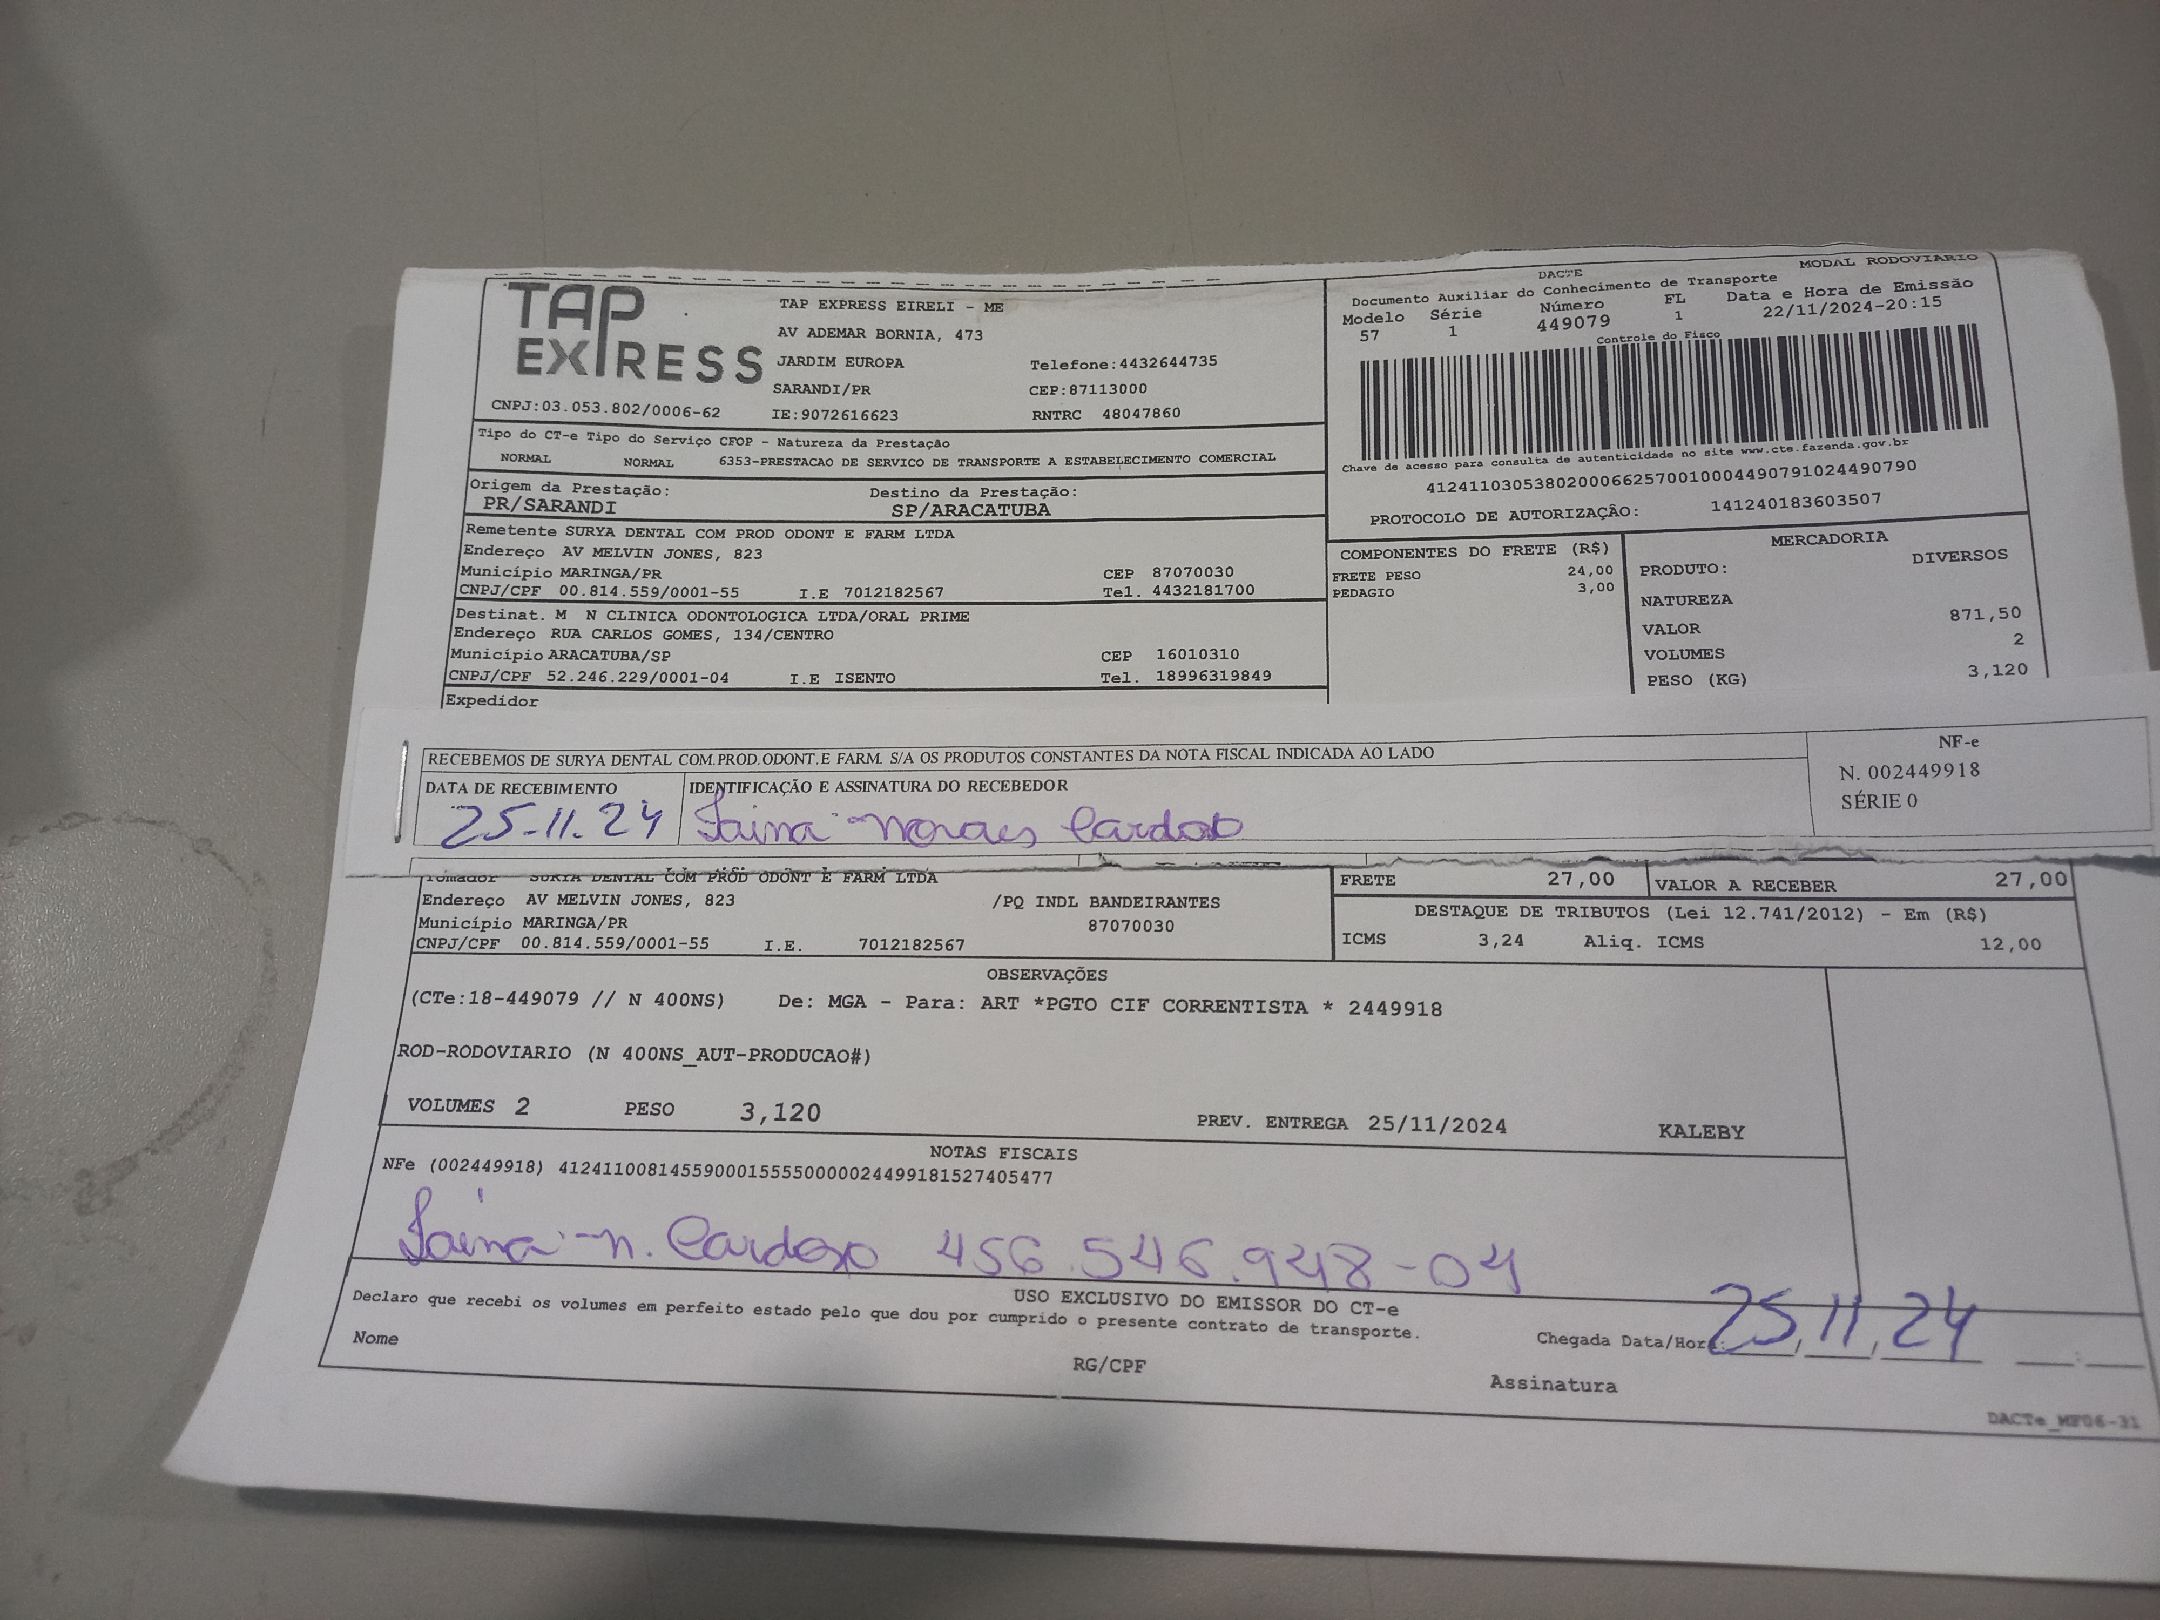 TAP EXPRESS
TAP EXPRESS EIRELI - ME
AV ADEMAR BORNIA, 473
JARDIM EUROPA Telefone:4432644735
SARANDI/PR CEP:87113000
CNPJ:03.053.802/0006-62 IE:9072616623 RNTRC 48047860
DACTE MODAL RODOVIARIO
Documento Auxiliar do Conhecimento de Transporte
Modelo Série Número FL Data e Hora de Emissão
57 1 449079 1 22/11/2024-20:15
Controle do Fisco
Chave de acesso para consulta de autenticidade no site www.cte.fazenda.gov.br
41241103053802000662570010004490791024490790
PROTOCOLO DE AUTORIZAÇÃO: 141240183603507
Tipo do CT-e Tipo do Serviço CFOP - Natureza da Prestação
NORMAL NORMAL 6353-PRESTACAO DE SERVICO DE TRANSPORTE A ESTABELECIMENTO COMERCIAL
Origem da Prestação: Destino da Prestação:
PR/SARANDI SP/ARACATUBA
Remetente SURYA DENTAL COM PROD ODONT E FARM LTDA
Endereço AV MELVIN JONES, 823
Município MARINGA/PR CEP 87070030
CNPJ/CPF 00.814.559/0001-55 I.E 7012182567 Tel. 4432181700
Destinat. M N CLINICA ODONTOLOGICA LTDA/ORAL PRIME
Endereço RUA CARLOS GOMES, 134/CENTRO
Município ARACATUBA/SP CEP 16010310
CNPJ/CPF 52.246.229/0001-04 I.E ISENTO Tel. 18996319849
Expedidor
COMPONENTES DO FRETE (R$)
FRETE PESO 24,00
PEDAGIO 3,00
MERCADORIA
PRODUTO: DIVERSOS
NATUREZA
VALOR 871,50
VOLUMES 2
PESO (KG) 3,120
RECEBEMOS DE SURYA DENTAL COM.PROD.ODONT.E FARM. S/A OS PRODUTOS CONSTANTES DA NOTA FISCAL INDICADA AO LADO
DATA DE RECEBIMENTO IDENTIFICAÇÃO E ASSINATURA DO RECEBEDOR
25-11-24 Taina Moraes Cardoso
NF-e
N. 002449918
SÉRIE 0
Tomador SURYA DENTAL COM PROD ODONT E FARM LTDA
Endereço AV MELVIN JONES, 823 /PQ INDL BANDEIRANTES
Município MARINGA/PR 87070030
CNPJ/CPF 00.814.559/0001-55 I.E. 7012182567
FRETE 27,00 VALOR A RECEBER 27,00
DESTAQUE DE TRIBUTOS (Lei 12.741/2012) - Em (R$)
ICMS 3,24 Aliq. ICMS 12,00
OBSERVAÇÕES
(CTe:18-449079 // N 400NS) De: MGA - Para: ART *PGTO CIF CORRENTISTA * 2449918
ROD-RODOVIARIO (N 400NS_AUT-PRODUCAO#)
VOLUMES 2 PESO 3,120 PREV. ENTREGA 25/11/2024 KALEBY
NOTAS FISCAIS
NFe (002449918) 41241100814559000155550000024499181527405477
Taina M. Cardoso 456.546.948-04
USO EXCLUSIVO DO EMISSOR DO CT-e
Declaro que recebi os volumes em perfeito estado pelo que dou por cumprido o presente contrato de transporte.
Nome RG/CPF Assinatura
Chegada Data/Hora: 25,11,24
DACTe_MF06-31